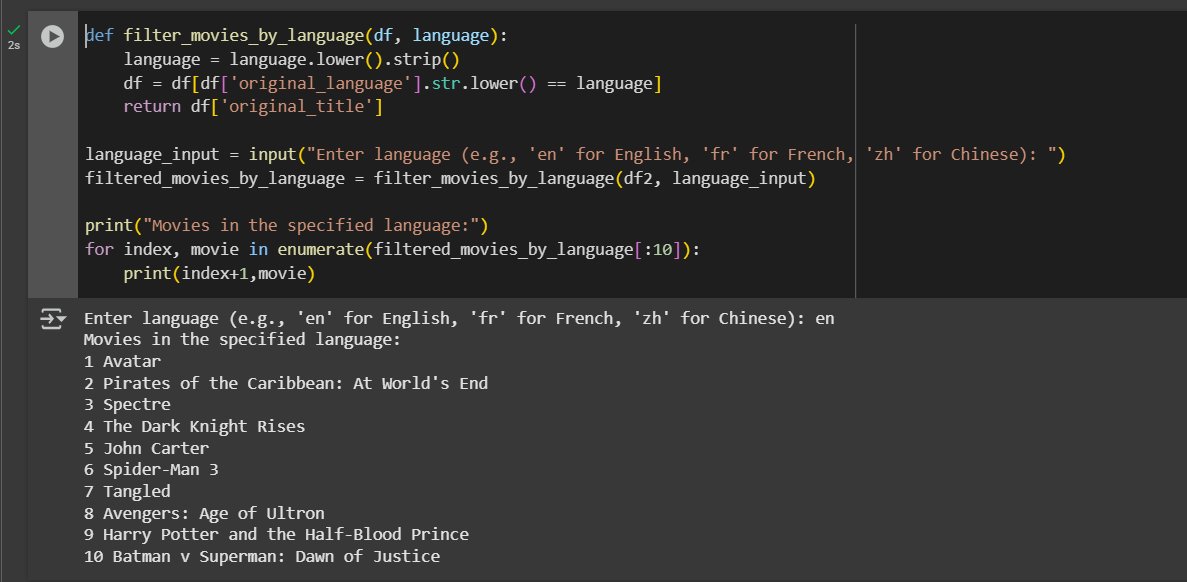 2s
def filter_movies_by_language(df, language):
    language = language.lower().strip()
    df = df[df['original_language'].str.lower() == language]
    return df['original_title']

language_input = input("Enter language (e.g., 'en' for English, 'fr' for French, 'zh' for Chinese): ")
filtered_movies_by_language = filter_movies_by_language(df2, language_input)

print("Movies in the specified language:")
for index, movie in enumerate(filtered_movies_by_language[:10]):
    print(index+1,movie)
Enter language (e.g., 'en' for English, 'fr' for French, 'zh' for Chinese): en
Movies in the specified language:
1 Avatar
2 Pirates of the Caribbean: At World's End
3 Spectre
4 The Dark Knight Rises
5 John Carter
6 Spider-Man 3
7 Tangled
8 Avengers: Age of Ultron
9 Harry Potter and the Half-Blood Prince
10 Batman v Superman: Dawn of Justice